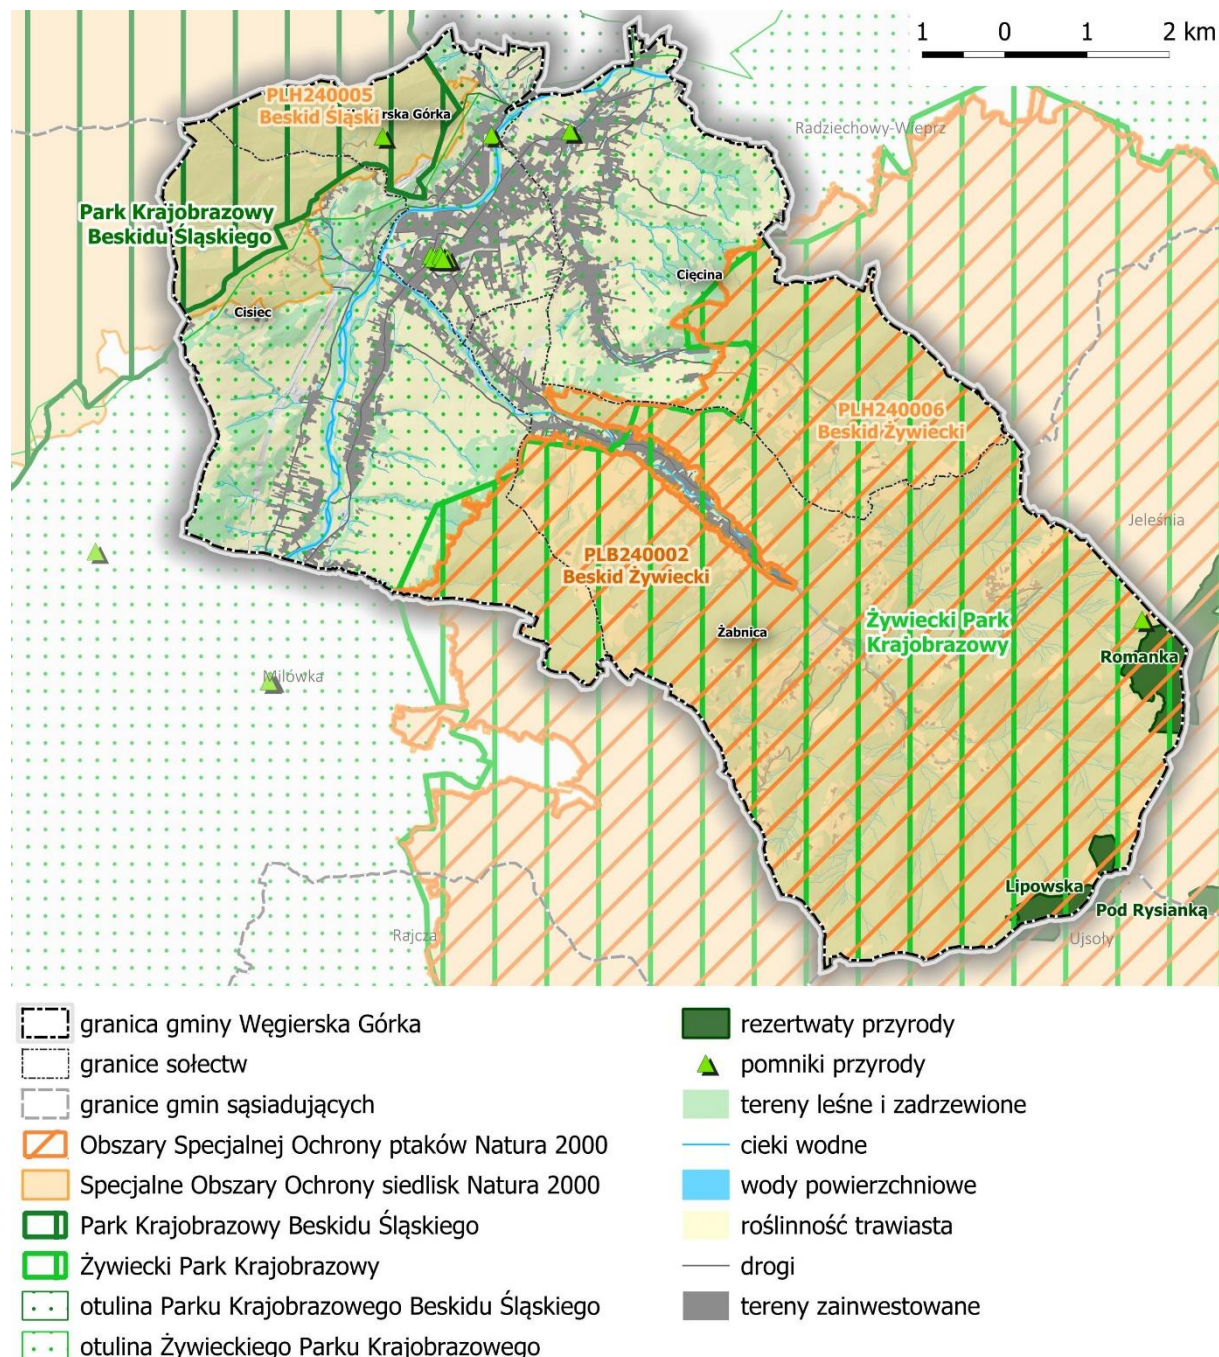 1 0 1 2 km
PLH240005
Beskid Śląski
rska Górka
Radziechowy-Wieprz
Park Krajobrazowy
Beskidu Śląskiego
Cięcina
Cisiec
PLH240006
Beskid Żywiecki
Jeleśnia
PLB240002
Beskid Żywiecki
Żywiecki Park
Krajobrazowy
Żabnica
Romanka
Milówka
Lipowska
Pod Rysianką
Rajcza
Ujsoły
granica gminy Węgierska Górka
granice sołectw
granice gmin sąsiadujących
Obszary Specjalnej Ochrony ptaków Natura 2000
Specjalne Obszary Ochrony siedlisk Natura 2000
Park Krajobrazowy Beskidu Śląskiego
Żywiecki Park Krajobrazowy
otulina Parku Krajobrazowego Beskidu Śląskiego
otulina Żywieckiego Parku Krajobrazowego
rezertwaty przyrody
pomniki przyrody
tereny leśne i zadrzewione
cieki wodne
wody powierzchniowe
roślinność trawiasta
drogi
tereny zainwestowane